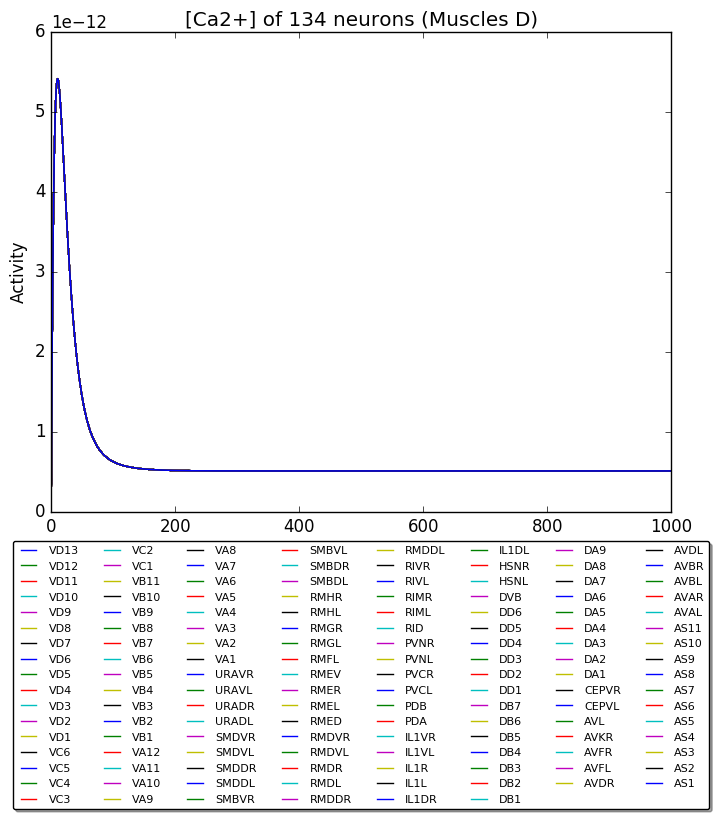 [Ca2+] of 134 neurons (Muscles D)
1e−12
6
5
4
3
2
1
0
Activity
0 200 400 600 800 1000
VD13 VC2 VA8 SMBVL RMDDL IL1DL DA9 AVDL
VD12 VC1 VA7 SMBDR RIVR HSNR DA8 AVBR
VD11 VB11 VA6 SMBDL RIVL HSNL DA7 AVBL
VD10 VB10 VA5 RMHR RIMR DVB DA6 AVAR
VD9 VB9 VA4 RMHL RIML DD6 DA5 AVAL
VD8 VB8 VA3 RMGR RID DD5 DA4 AS11
VD7 VB7 VA2 RMGL PVNR DD4 DA3 AS10
VD6 VB6 VA1 RMFL PVNL DD3 DA2 AS9
VD5 VB5 URAVR RMEV PVCR DD2 DA1 AS8
VD4 VB4 URAVL RMER PVCL DD1 CEPVR AS7
VD3 VB3 URADR RMEL PDB DB7 CEPVL AS6
VD2 VB2 URADL RMED PDA DB6 AVL AS5
VD1 VB1 SMDVR RMDVR IL1VR DB5 AVKR AS4
VC6 VA12 SMDVL RMDVL IL1VL DB4 AVFR AS3
VC5 VA11 SMDDR RMDR IL1R DB3 AVFL AS2
VC4 VA10 SMDDL RMDL IL1L DB2 AVDR AS1
VC3 VA9 SMBVR RMDDR IL1DR DB1